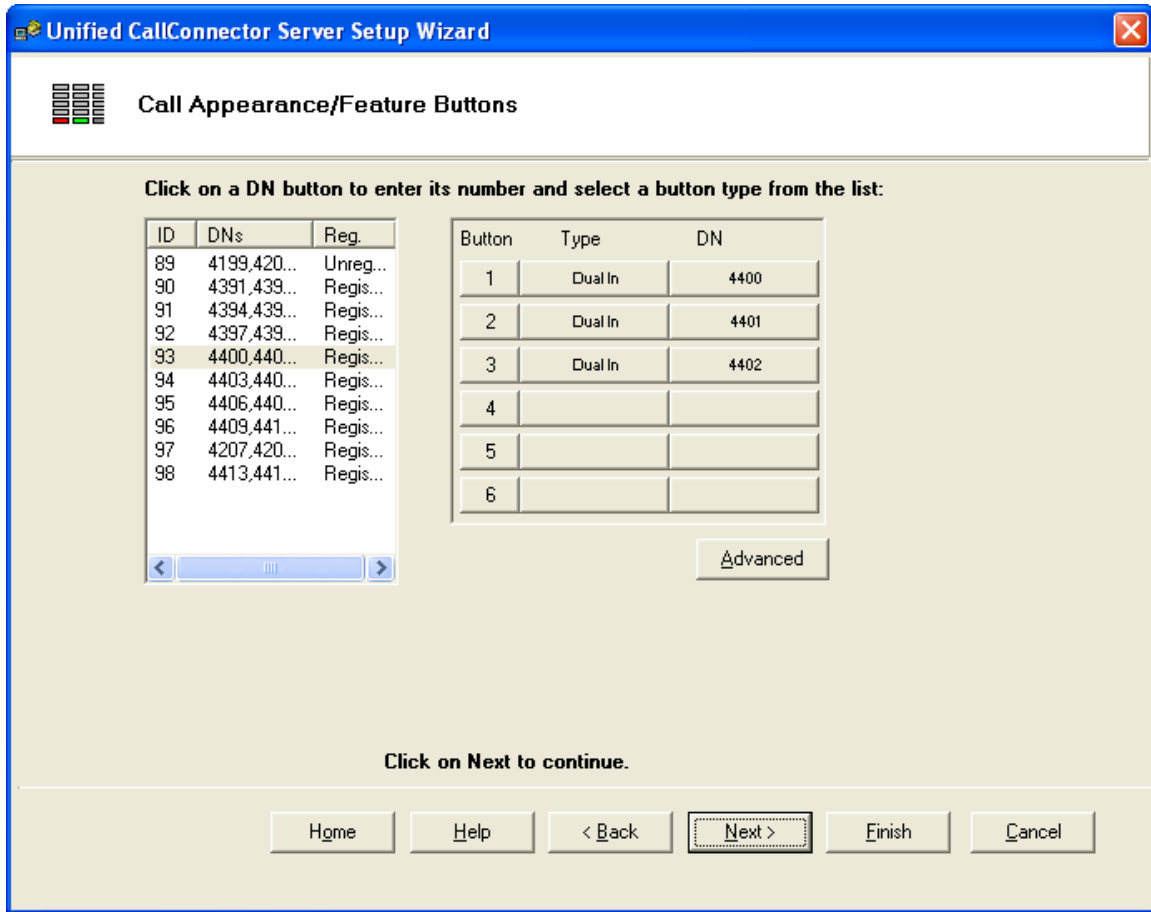 Unified CallConnector Server Setup Wizard
Call Appearance/Feature Buttons
Click on a DN button to enter its number and select a button type from the list:
ID DNs Reg.
89 4199,420... Unreg...
90 4391,439... Regis...
91 4394,439... Regis...
92 4397,439... Regis...
93 4400,440... Regis...
94 4403,440... Regis...
95 4406,440... Regis...
96 4409,441... Regis...
97 4207,420... Regis...
98 4413,441... Regis...
Button Type DN
1 Dual In 4400
2 Dual In 4401
3 Dual In 4402
4
5
6
Advanced
Click on Next to continue.
Home Help < Back Next > Finish Cancel